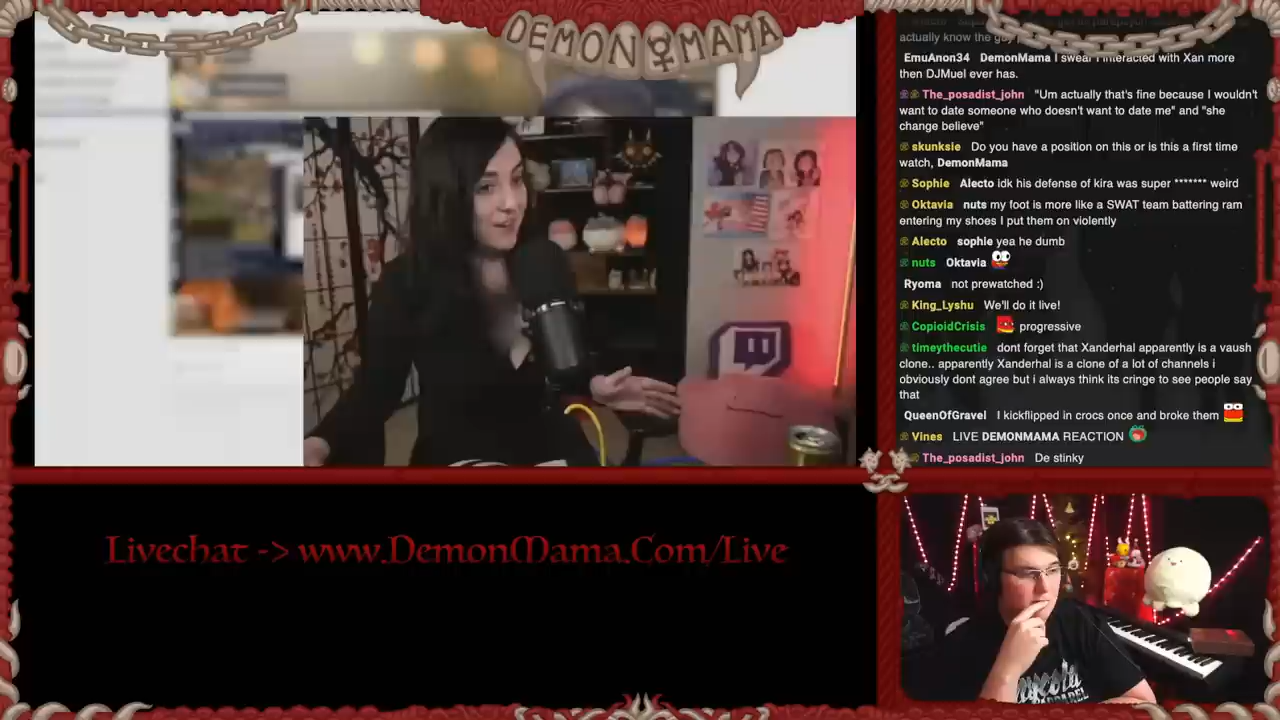 DEMON MAMA
actually know the guy
EmuAnon34 DemonMama I swear I interacted with Xan more
then DJMuel ever has.
The_posadist_john "Um actually that's fine because I wouldn't
want to date someone who doesn't want to date me" and "she
change believe"
skunksie Do you have a position on this or is this a first time
watch, DemonMama
Sophie Alecto idk his defense of kira was super ******* weird
Oktavia nuts my foot is more like a SWAT team battering ram
entering my shoes I put them on violently
Alecto sophie yea he dumb
nuts Oktavia
Ryoma not prewatched :)
King_Lyshu We'll do it live!
CopioidCrisis progressive
timeythecutie dont forget that Xanderhal apparently is a vaush
clone.. apparently Xanderhal is a clone of a lot of channels i
obviously dont agree but i always think its cringe to see people say
that
QueenOfGravel I kickflipped in crocs once and broke them
Vines LIVE DEMONMAMA REACTION
The_posadist_john De stinky
Livechat -> www.DemonMama.Com/Live